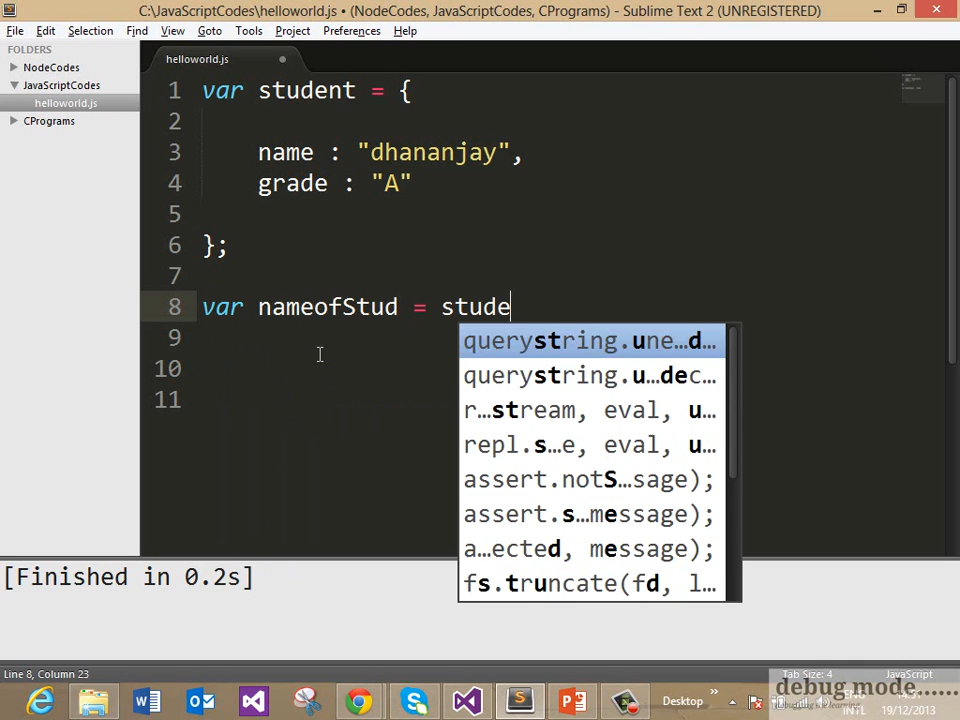 C:\JavaScriptCodes\helloworld.js • (NodeCodes, JavaScriptCodes, CPrograms) - Sublime Text 2 (UNREGISTERED)
File Edit Selection Find View Goto Tools Project Preferences Help
FOLDERS
NodeCodes
JavaScriptCodes
helloworld.js
CPrograms
helloworld.js
1 var student = {
2
3 name : "dhananjay",
4 grade : "A"
5
6 };
7
8 var nameofStud = stude
9
10
11
querystring.une…d…
querystring.u…dec…
r…stream, eval, u…
repl.s…e, eval, u…
assert.notS…sage);
assert.s…message);
a…ected, message);
fs.truncate(fd, l…
[Finished in 0.2s]
Line 8, Column 23
Tab Size: 4
JavaScript
Desktop
ENG
INTL
19/12/2013
debug mode.......